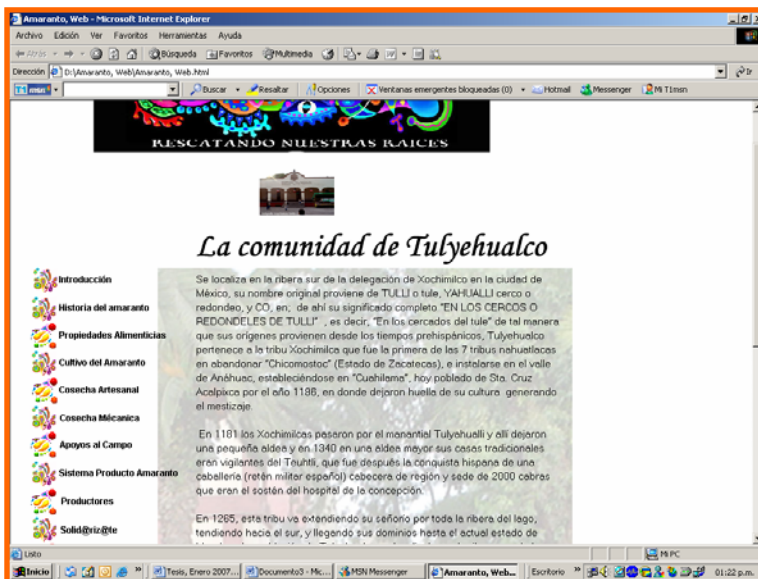 Amaranto, Web - Microsoft Internet Explorer
Archivo Edición Ver Favoritos Herramientas Ayuda
Atrás Búsqueda Favoritos Multimedia
Dirección D:\Amaranto, Web\Amaranto, Web.html Ir
T1 msn Buscar Resaltar Opciones Ventanas emergentes bloqueadas (0) Hotmail Messenger Mi T1msn
RESCATANDO NUESTRAS RAICES
La comunidad de Tulyehualco
Introducción
Historia del amaranto
Propiedades Alimenticias
Cultivo del Amaranto
Cosecha Artesanal
Cosecha Mécanica
Apoyos al Campo
Sistema Producto Amaranto
Productores
Solid@riz@te
Se localiza en la ribera sur de la delegación de Xochimilco en la ciudad de
México, su nombre original proviene de TULLI o tule, YAHUALLI cerco o
redondeo, y CO, en; de ahí su significado completo "EN LOS CERCOS O
REDONDELES DE TULLI" , es decir, "En los cercados del tule" de tal manera
que sus orígenes provienen desde los tiempos prehispánicos, Tulyehualco
pertenece a la tribu Xochimilca que fue la primera de las 7 tribus nahuatlacas
en abandonar "Chicomostoc" (Estado de Zacatecas), e instalarse en el valle
de Anáhuac, estableciéndose en "Cuahilama", hoy poblado de Sta. Cruz
Acalpixca por el año 1186, en donde dejaron huella de su cultura generando
el mestizaje.
En 1181 los Xochimilcas pasaron por el manantial Tulyahualli y allí dejaron
una pequeña aldea y en 1340 en una aldea mayor sus casas tradicionales
eran vigilantes del Teuhtli, que fue después la conquista hispana de una
caballería (retén militar español) cabecera de región y sede de 2000 cabras
que eran el sostén del hospital de la concepción.
En 1265, esta tribu va extendiendo su señorío por toda la ribera del lago,
tendiendo hacia el sur, y llegando sus dominios hasta el actual estado de
Listo Mi PC
Inicio Tesis, Enero 2007... Documento3 - Mic... MSN Messenger Amaranto, Web... Escritorio 01:22 p.m.